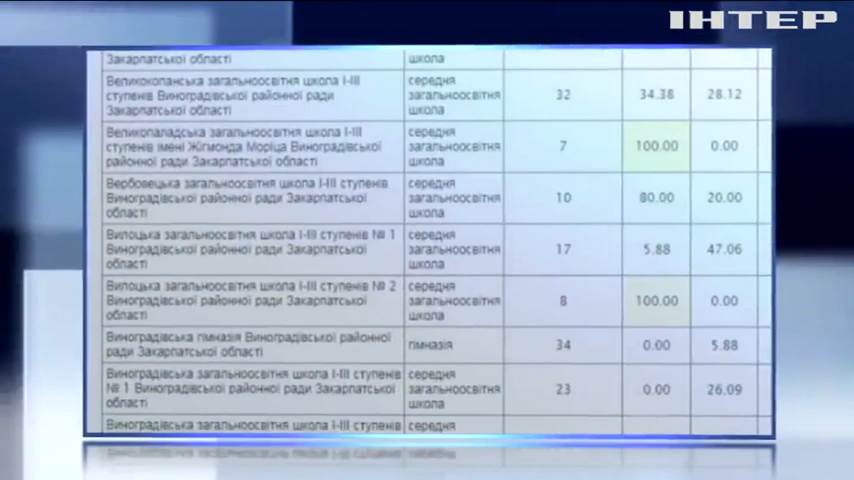 ІНТЕР
Закарпатської області
школа
Великокопанська загальноосвітня школа І-ІІІ
ступенів Виноградівської районної ради
Закарпатської області
середня
загальноосвітня
школа
32
34.38
28.12
Великопаладська загальноосвітня школа І-ІІІ
ступенів імені Жігмонда Моріца Виноградівської
районної ради Закарпатської області
середня
загальноосвітня
школа
7
100.00
0.00
Вербовецька загальноосвітня школа І-ІІІ ступенів
Виноградівської районної ради Закарпатської
області
середня
загальноосвітня
школа
10
80.00
20.00
Вилоцька загальноосвітня школа І-ІІІ ступенів № 1
Виноградівської районної ради Закарпатської
області
середня
загальноосвітня
школа
17
5.88
47.06
Вилоцька загальноосвітня школа І-ІІІ ступенів № 2
Виноградівської районної ради Закарпатської
області
середня
загальноосвітня
школа
8
100.00
0.00
Виноградівська гімназія Виноградівської районної
ради Закарпатської області
гімназія
34
0.00
5.88
Виноградівська загальноосвітня школа І-ІІІ ступенів
№ 1 Виноградівської районної ради Закарпатської
області
середня
загальноосвітня
школа
23
0.00
26.09
Виноградівська загальноосвітня школа І-ІІІ ступенів
середня